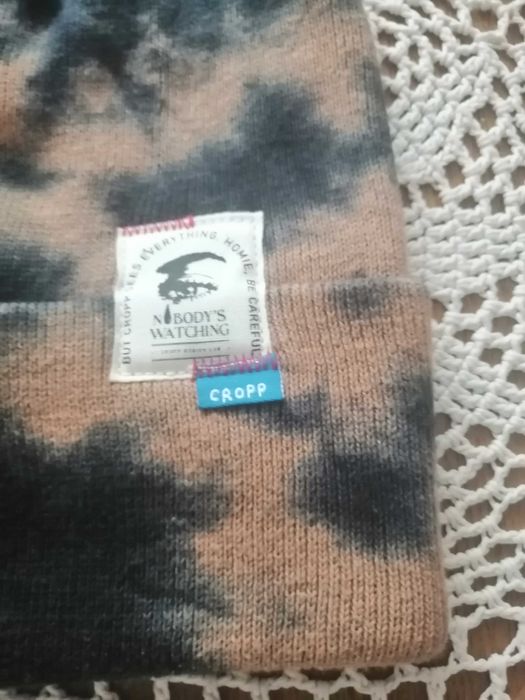 BUT CROPP SEES EVERYTHING, HOMIE, BE CAREFUL
NOBODY'S
WATCHING
CROPP